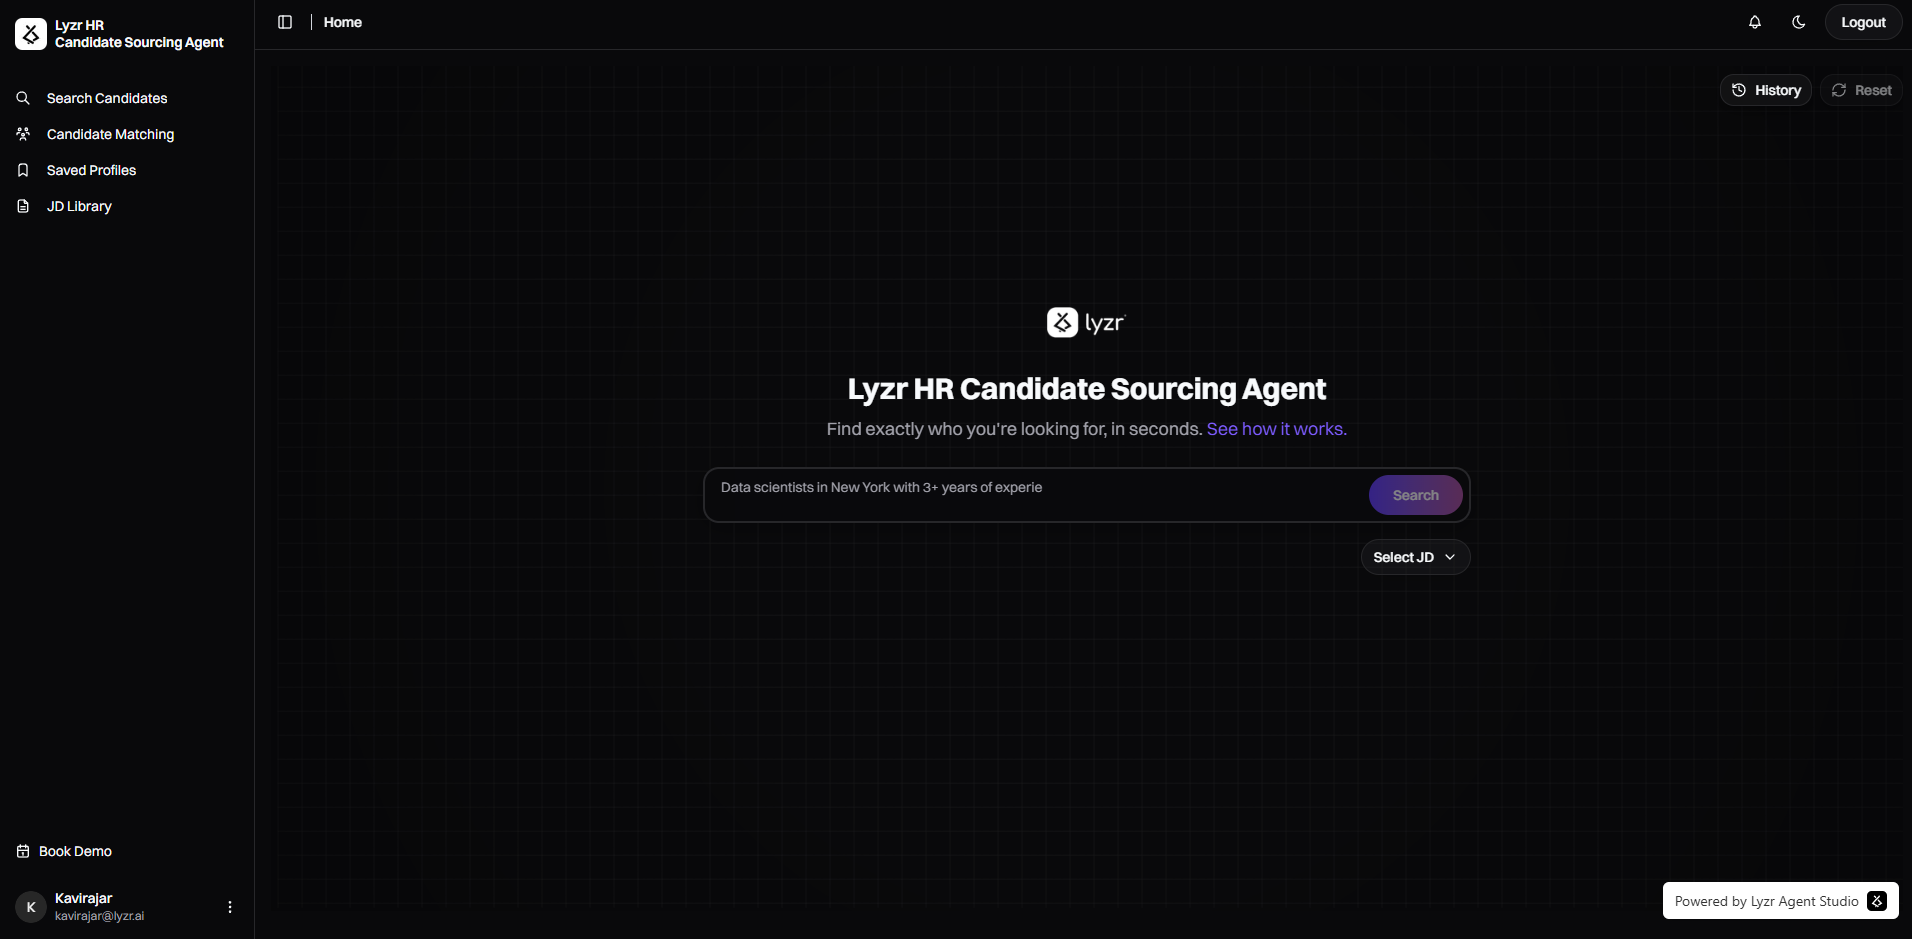 Lyzr HR
Candidate Sourcing Agent
Search Candidates
Candidate Matching
Saved Profiles
JD Library
Book Demo
K
Kavirajar
kavirajar@lyzr.ai
Home
Logout
History
Reset
lyzr
Lyzr HR Candidate Sourcing Agent
Find exactly who you're looking for, in seconds. See how it works.
Data scientists in New York with 3+ years of experie
Search
Select JD
Powered by Lyzr Agent Studio